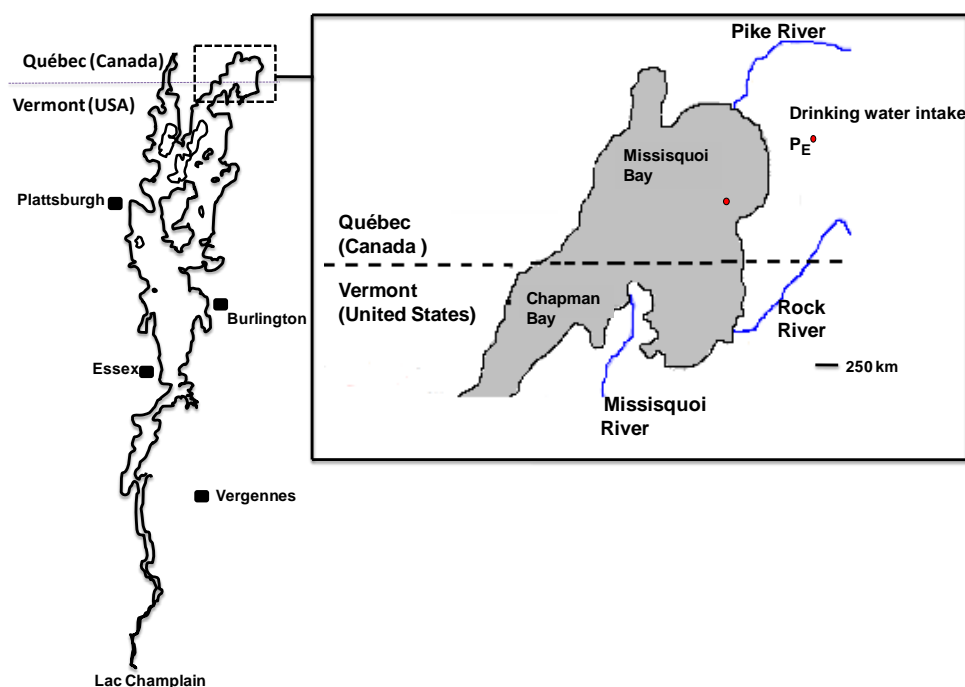 Québec (Canada)
Vermont (USA)
Plattsburgh
Burlington
Essex
Vergennes
Lac Champlain
Pike River
Drinking water intake
PE
Missisquoi
Bay
Québec
(Canada )
Vermont
(United States)
Chapman
Bay
Rock
River
250 km
Missisquoi
River